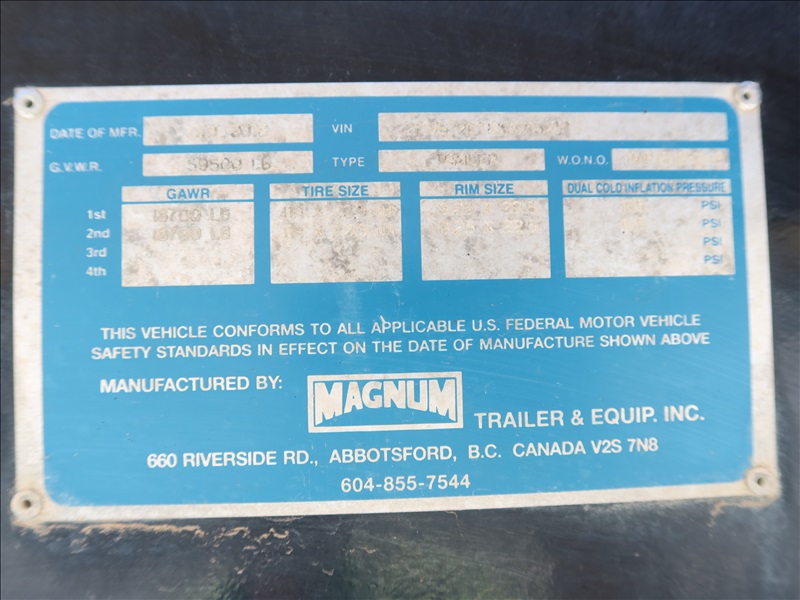 DATE OF MFR. VIN
G.V.W.R. 59500 LB TYPE W.O.N.O.
GAWR TIRE SIZE RIM SIZE DUAL COLD INFLATION PRESSURE
1st PSI
2nd PSI
3rd PSI
4th PSI
THIS VEHICLE CONFORMS TO ALL APPLICABLE U.S. FEDERAL MOTOR VEHICLE
SAFETY STANDARDS IN EFFECT ON THE DATE OF MANUFACTURE SHOWN ABOVE
MANUFACTURED BY: MAGNUM TRAILER & EQUIP. INC.
660 RIVERSIDE RD., ABBOTSFORD, B.C. CANADA V2S 7N8
604-855-7544